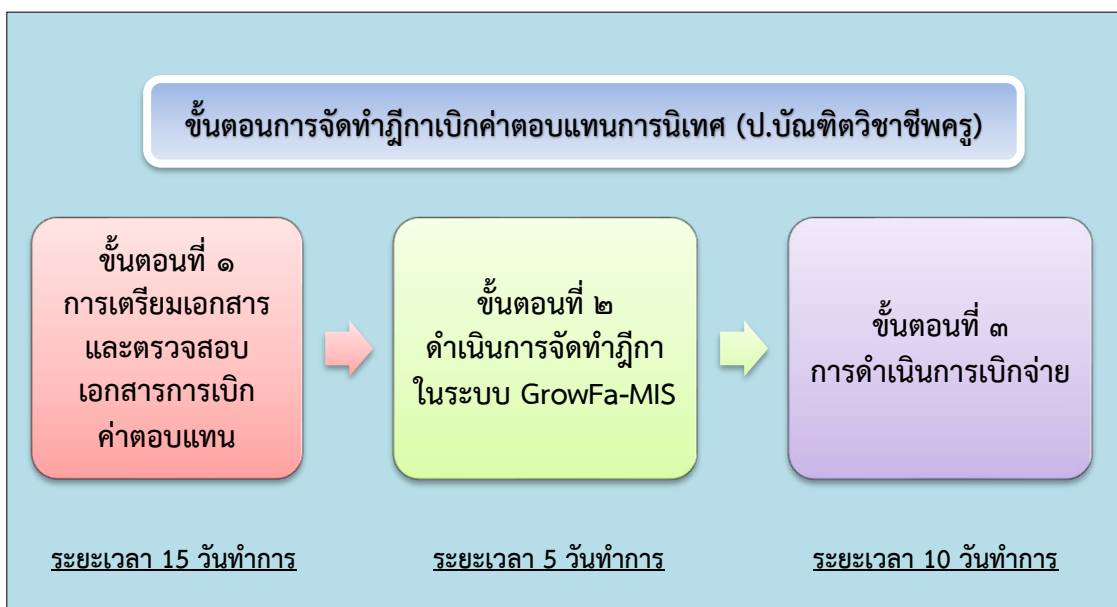 ขั้นตอนการจัดทำฎีกาเบิกค่าตอบแทนการนิเทศ (ป.บัณฑิตวิชาชีพครู)
ขั้นตอนที่ ๑
การเตรียมเอกสาร
และตรวจสอบ
เอกสารการเบิก
ค่าตอบแทน
ขั้นตอนที่ ๒
ดำเนินการจัดทำฎีกา
ในระบบ GrowFa-MIS
ขั้นตอนที่ ๓
การดำเนินการเบิกจ่าย
ระยะเวลา 15 วันทำการ
ระยะเวลา 5 วันทำการ
ระยะเวลา 10 วันทำการ